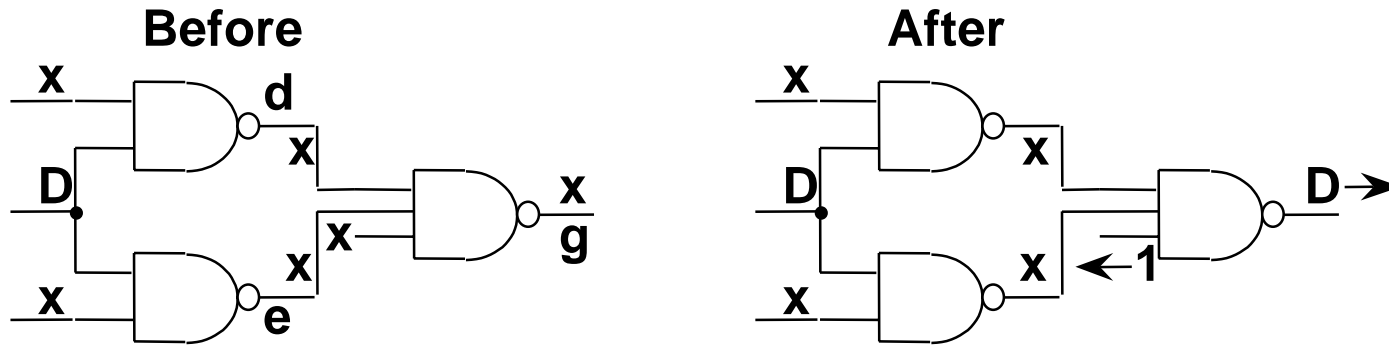 Before After
x d x
x x
D x D D
x g
x x 1
x e x